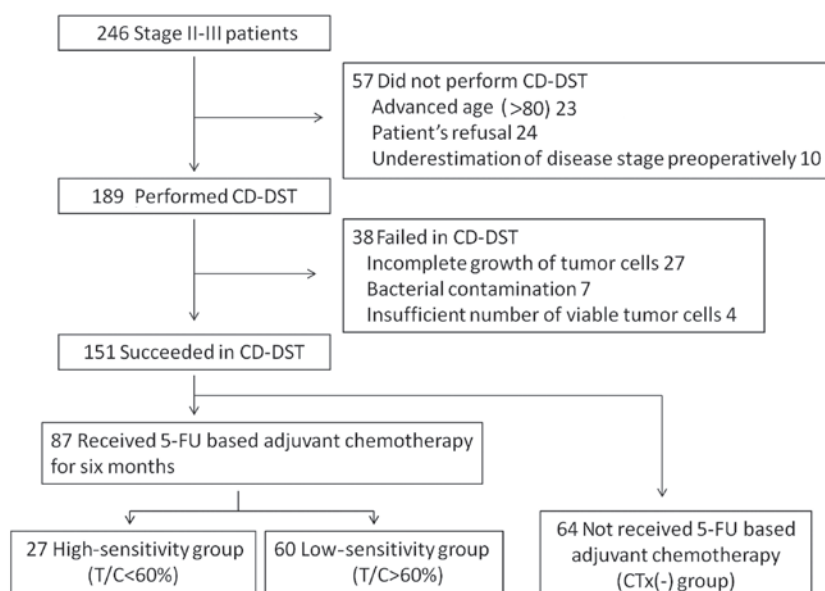 246 Stage II-III patients
57 Did not perform CD-DST
Advanced age (>80) 23
Patient's refusal 24
Underestimation of disease stage preoperatively 10
189 Performed CD-DST
38 Failed in CD-DST
Incomplete growth of tumor cells 27
Bacterial contamination 7
Insufficient number of viable tumor cells 4
151 Succeeded in CD-DST
87 Received 5-FU based adjuvant chemotherapy
for six months
27 High-sensitivity group
(T/C<60%)
60 Low-sensitivity group
(T/C>60%)
64 Not received 5-FU based
adjuvant chemotherapy
(CTx(-) group)